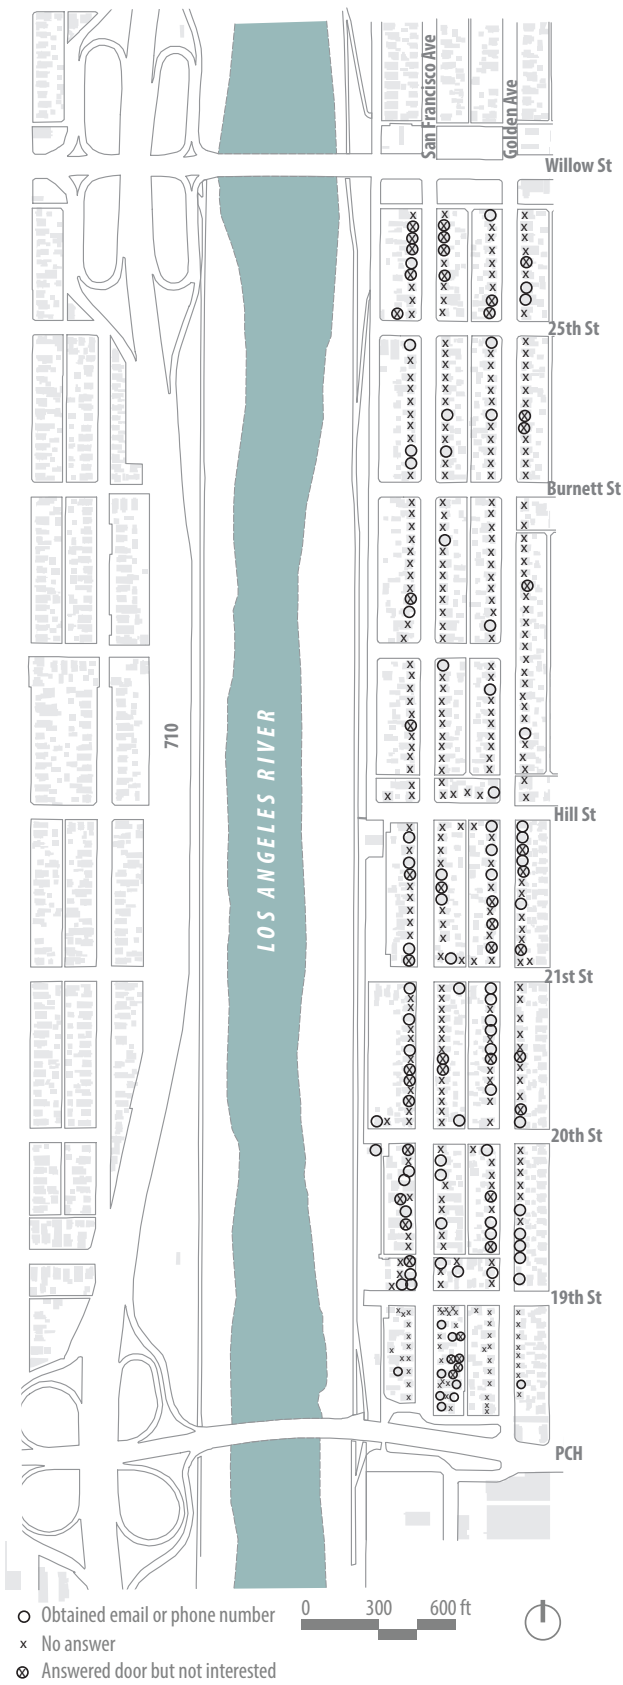 San Francisco Ave
Golden Ave
Willow St
25th St
Burnett St
710
LOS ANGELES RIVER
Hill St
21st St
20th St
19th St
PCH
Obtained email or phone number
x No answer
Answered door but not interested
0 300 600 ft